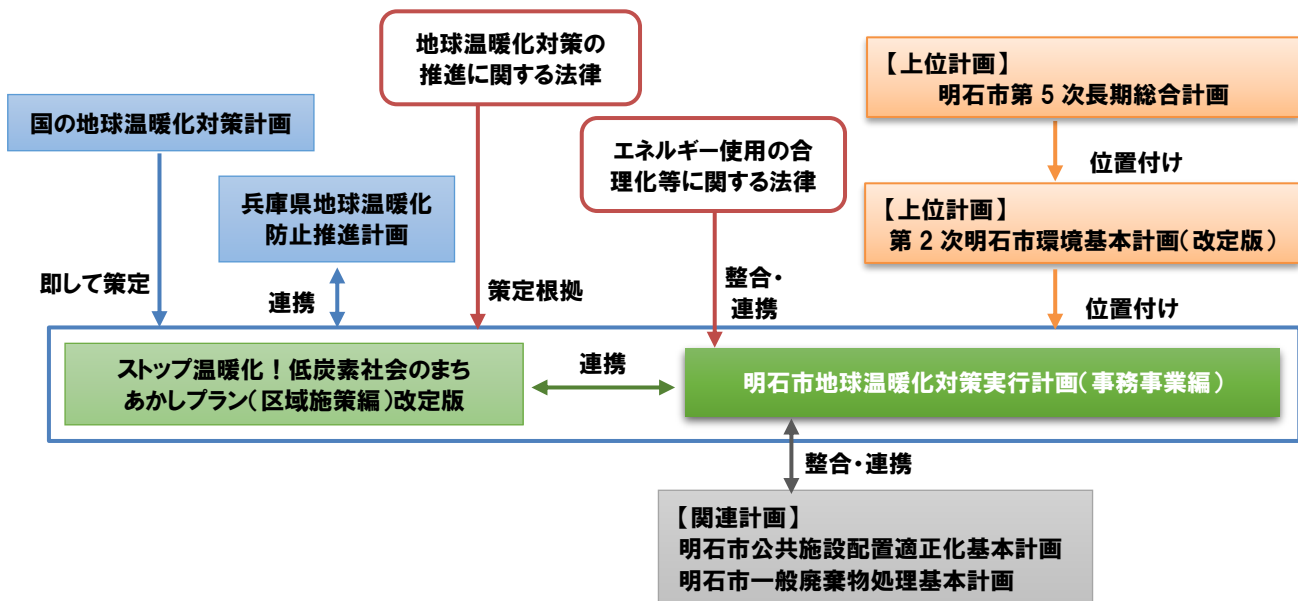 地球温暖化対策の
推進に関する法律
【上位計画】
明石市第5次長期総合計画
国の地球温暖化対策計画
エネルギー使用の合
理化等に関する法律
位置付け
兵庫県地球温暖化
防止推進計画
【上位計画】
第2次明石市環境基本計画(改定版)
即して策定
連携
策定根拠
整合・
連携
位置付け
ストップ温暖化!低炭素社会のまち
あかしプラン(区域施策編)改定版
連携
明石市地球温暖化対策実行計画(事務事業編)
整合・連携
【関連計画】
明石市公共施設配置適正化基本計画
明石市一般廃棄物処理基本計画